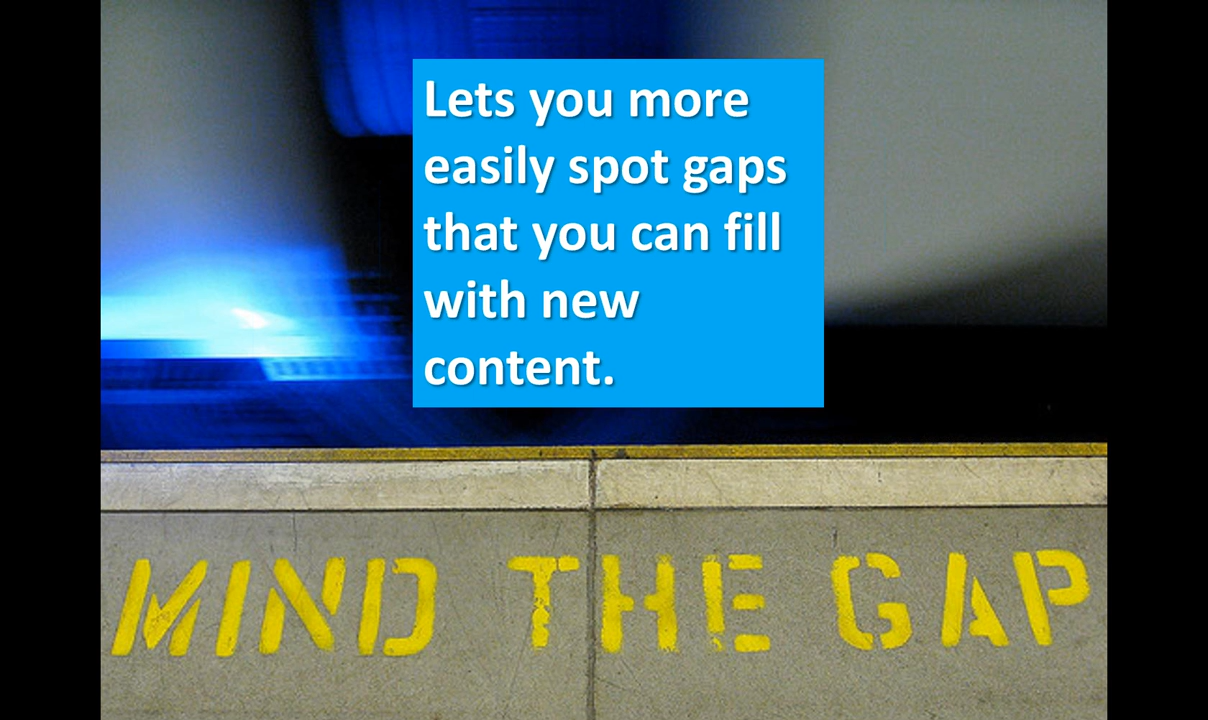 Lets you more
easily spot gaps
that you can fill
with new
content.
MIND THE GAP